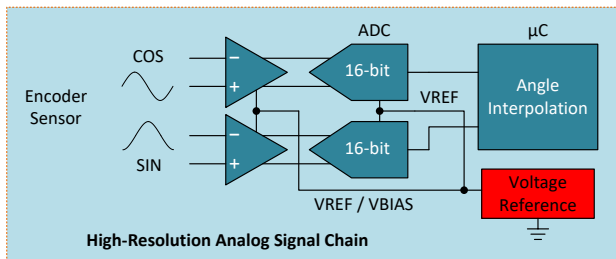 ADC
µC
COS
−
+
16-bit
Encoder
Sensor
VREF
Angle
Interpolation
−
+
16-bit
SIN
VREF / VBIAS
Voltage
Reference
High-Resolution Analog Signal Chain